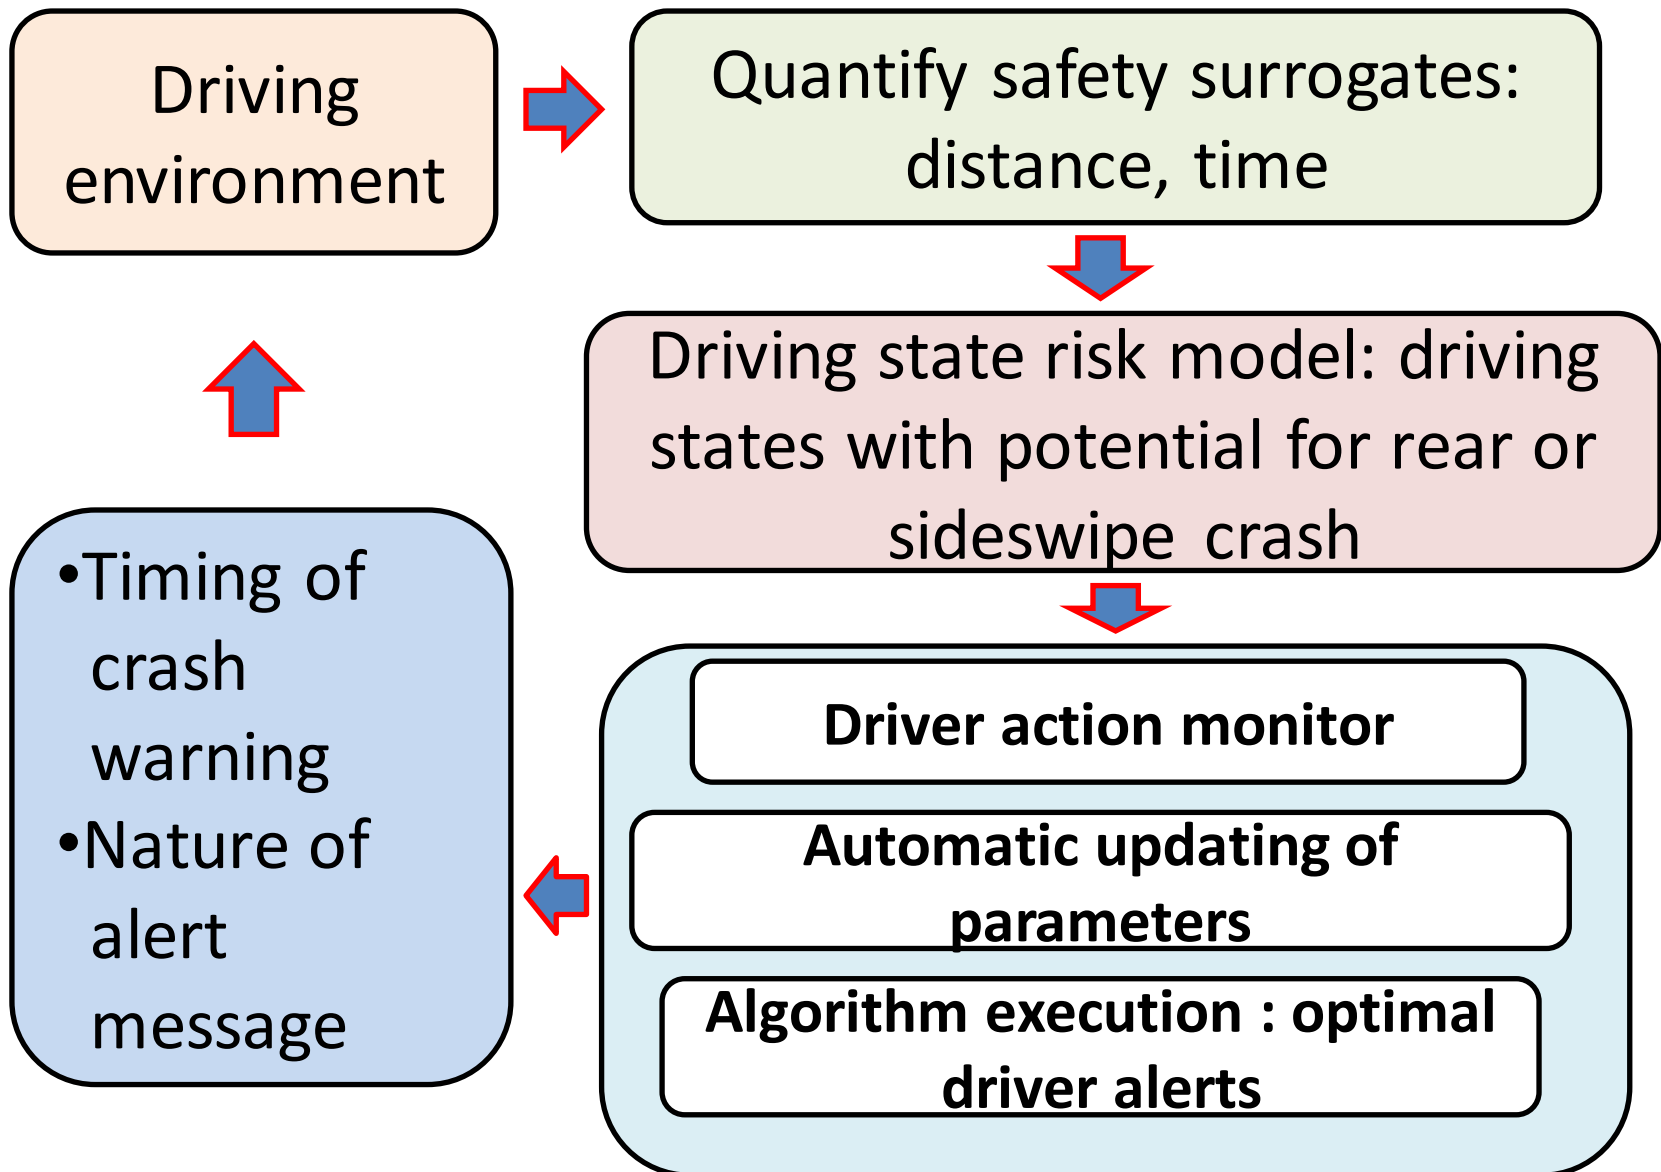 Driving
environment
Quantify safety surrogates:
distance, time
Driving state risk model: driving
states with potential for rear or
sideswipe crash
Driver action monitor
Automatic updating of
parameters
Algorithm execution : optimal
driver alerts
•Timing of
crash
warning
•Nature of
alert
message